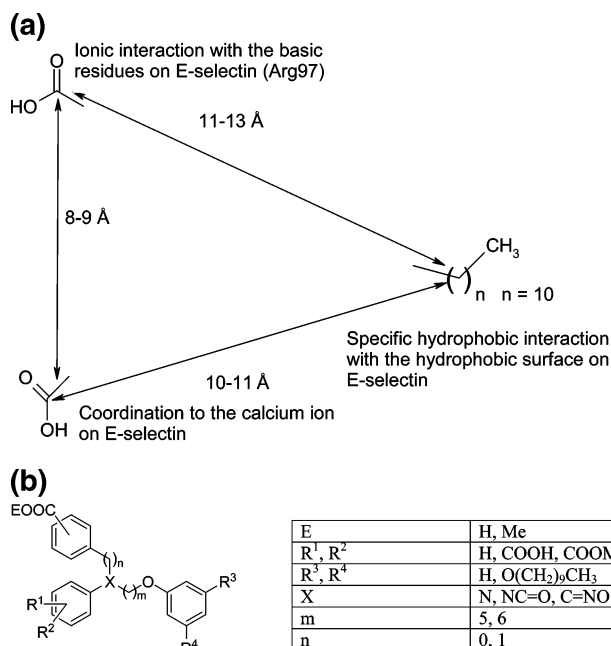 (a)
Ionic interaction with the basic
residues on E-selectin (Arg97)
O
HO
11-13 Å
8-9 Å
CH₃
( )n n = 10
Specific hydrophobic interaction
with the hydrophobic surface on
E-selectin
10-11 Å
O
OH
Coordination to the calcium ion
on E-selectin
(b)
EOOC
( )n
R¹
R²
X
( )m
O
R³
R⁴
E H, Me
R¹, R² H, COOH, COOM
R³, R⁴ H, O(CH₂)₉CH₃
X N, NC=O, C=NO
m 5, 6
n 0, 1